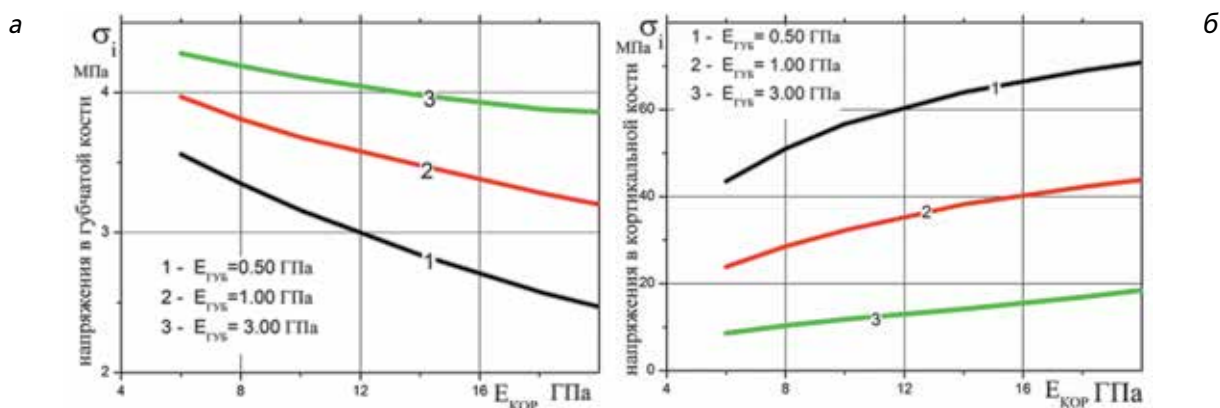 а
σi
МПа
напряжения в губчатой кости
4
3
2
3
2
1
1 - EГУБ=0.50 ГПа
2 - EГУБ=1.00 ГПа
3 - EГУБ= 3.00 ГПа
4 8 12 16 EКОР ГПа
б
σi
МПа
напряжения в кортикальной кости
1 - EГУБ= 0.50 ГПа
2 - EГУБ= 1.00 ГПа
3 - EГУБ= 3.00 ГПа
60
40
20
0
1
2
3
4 8 12 16 EКОР ГПа